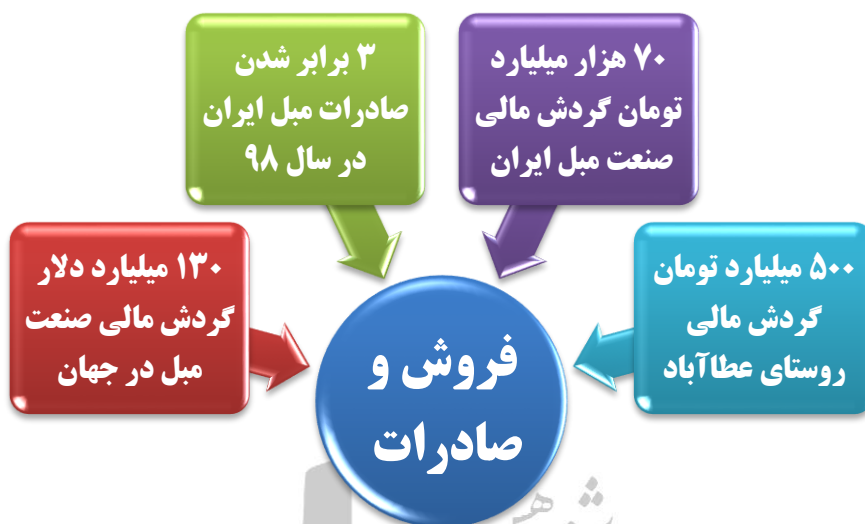 ۷۰ هزار میلیارد
تومان گردش مالی
صنعت مبل ایران
۳ برابر شدن
صادرات مبل ایران
در سال ۹۸
۵۰۰ میلیارد تومان
گردش مالی
روستای عطاآباد
۱۳۰ میلیارد دلار
گردش مالی صنعت
مبل در جهان
فروش و
صادرات